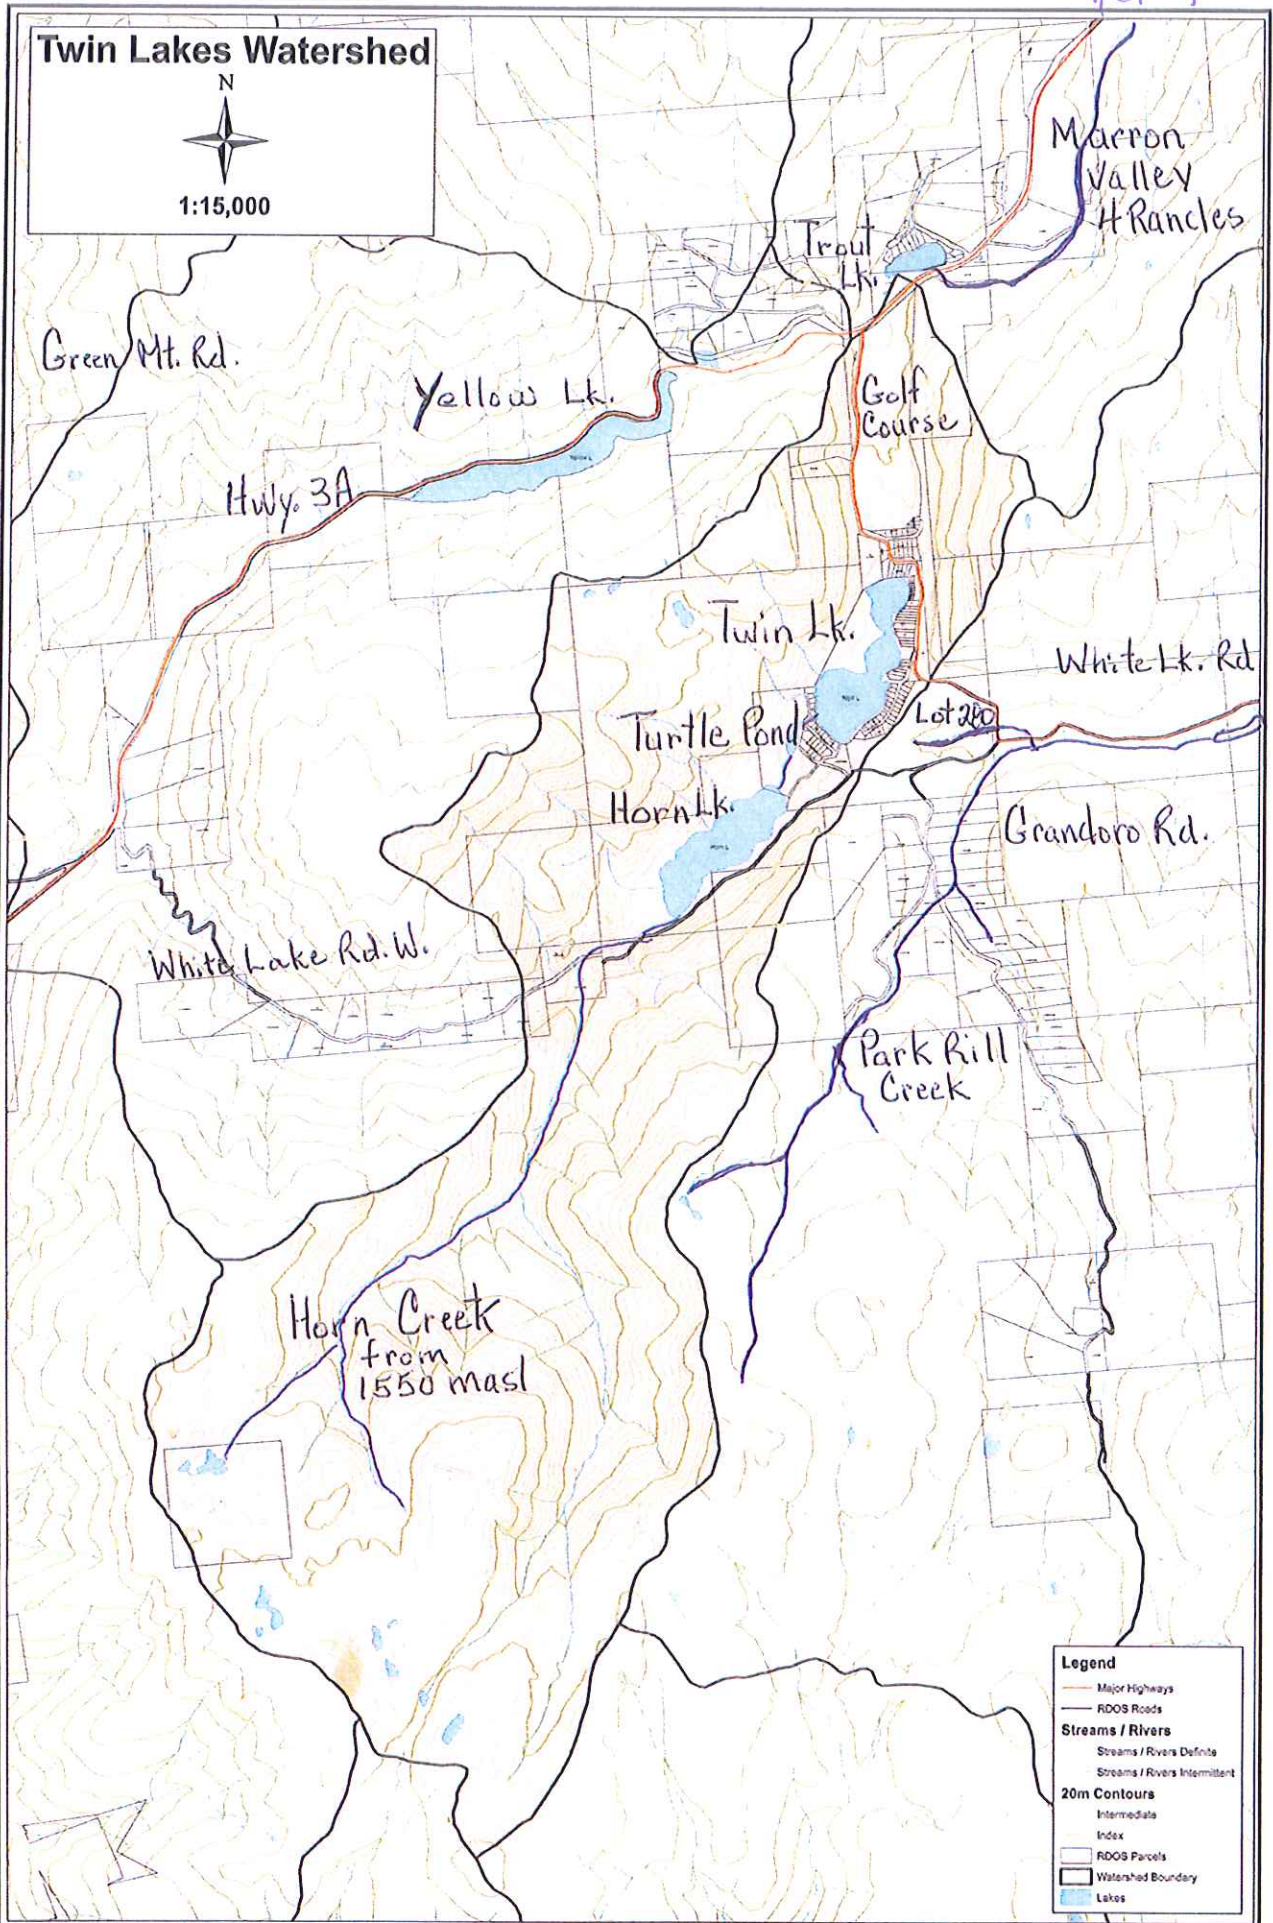 Twin Lakes Watershed
N
1:15,000
Marron
Valley
4 Rancles
Trout
Lk.
Green Mt. Rd.
Yellow Lk.
Golf
Course
Hwy. 3A
Twin Lk.
White Lk. Rd
Turtle Pond
Lot 280
Horn Lk.
Grandoro Rd.
White Lake Rd. W.
Park Rill
Creek
Horn Creek
from
1550 masl
Legend
Major Highways
RDOS Roads
Streams / Rivers
Streams / Rivers Definite
Streams / Rivers Intermittent
20m Contours
Intermediate
Index
RDOS Parcels
Watershed Boundary
Lakes